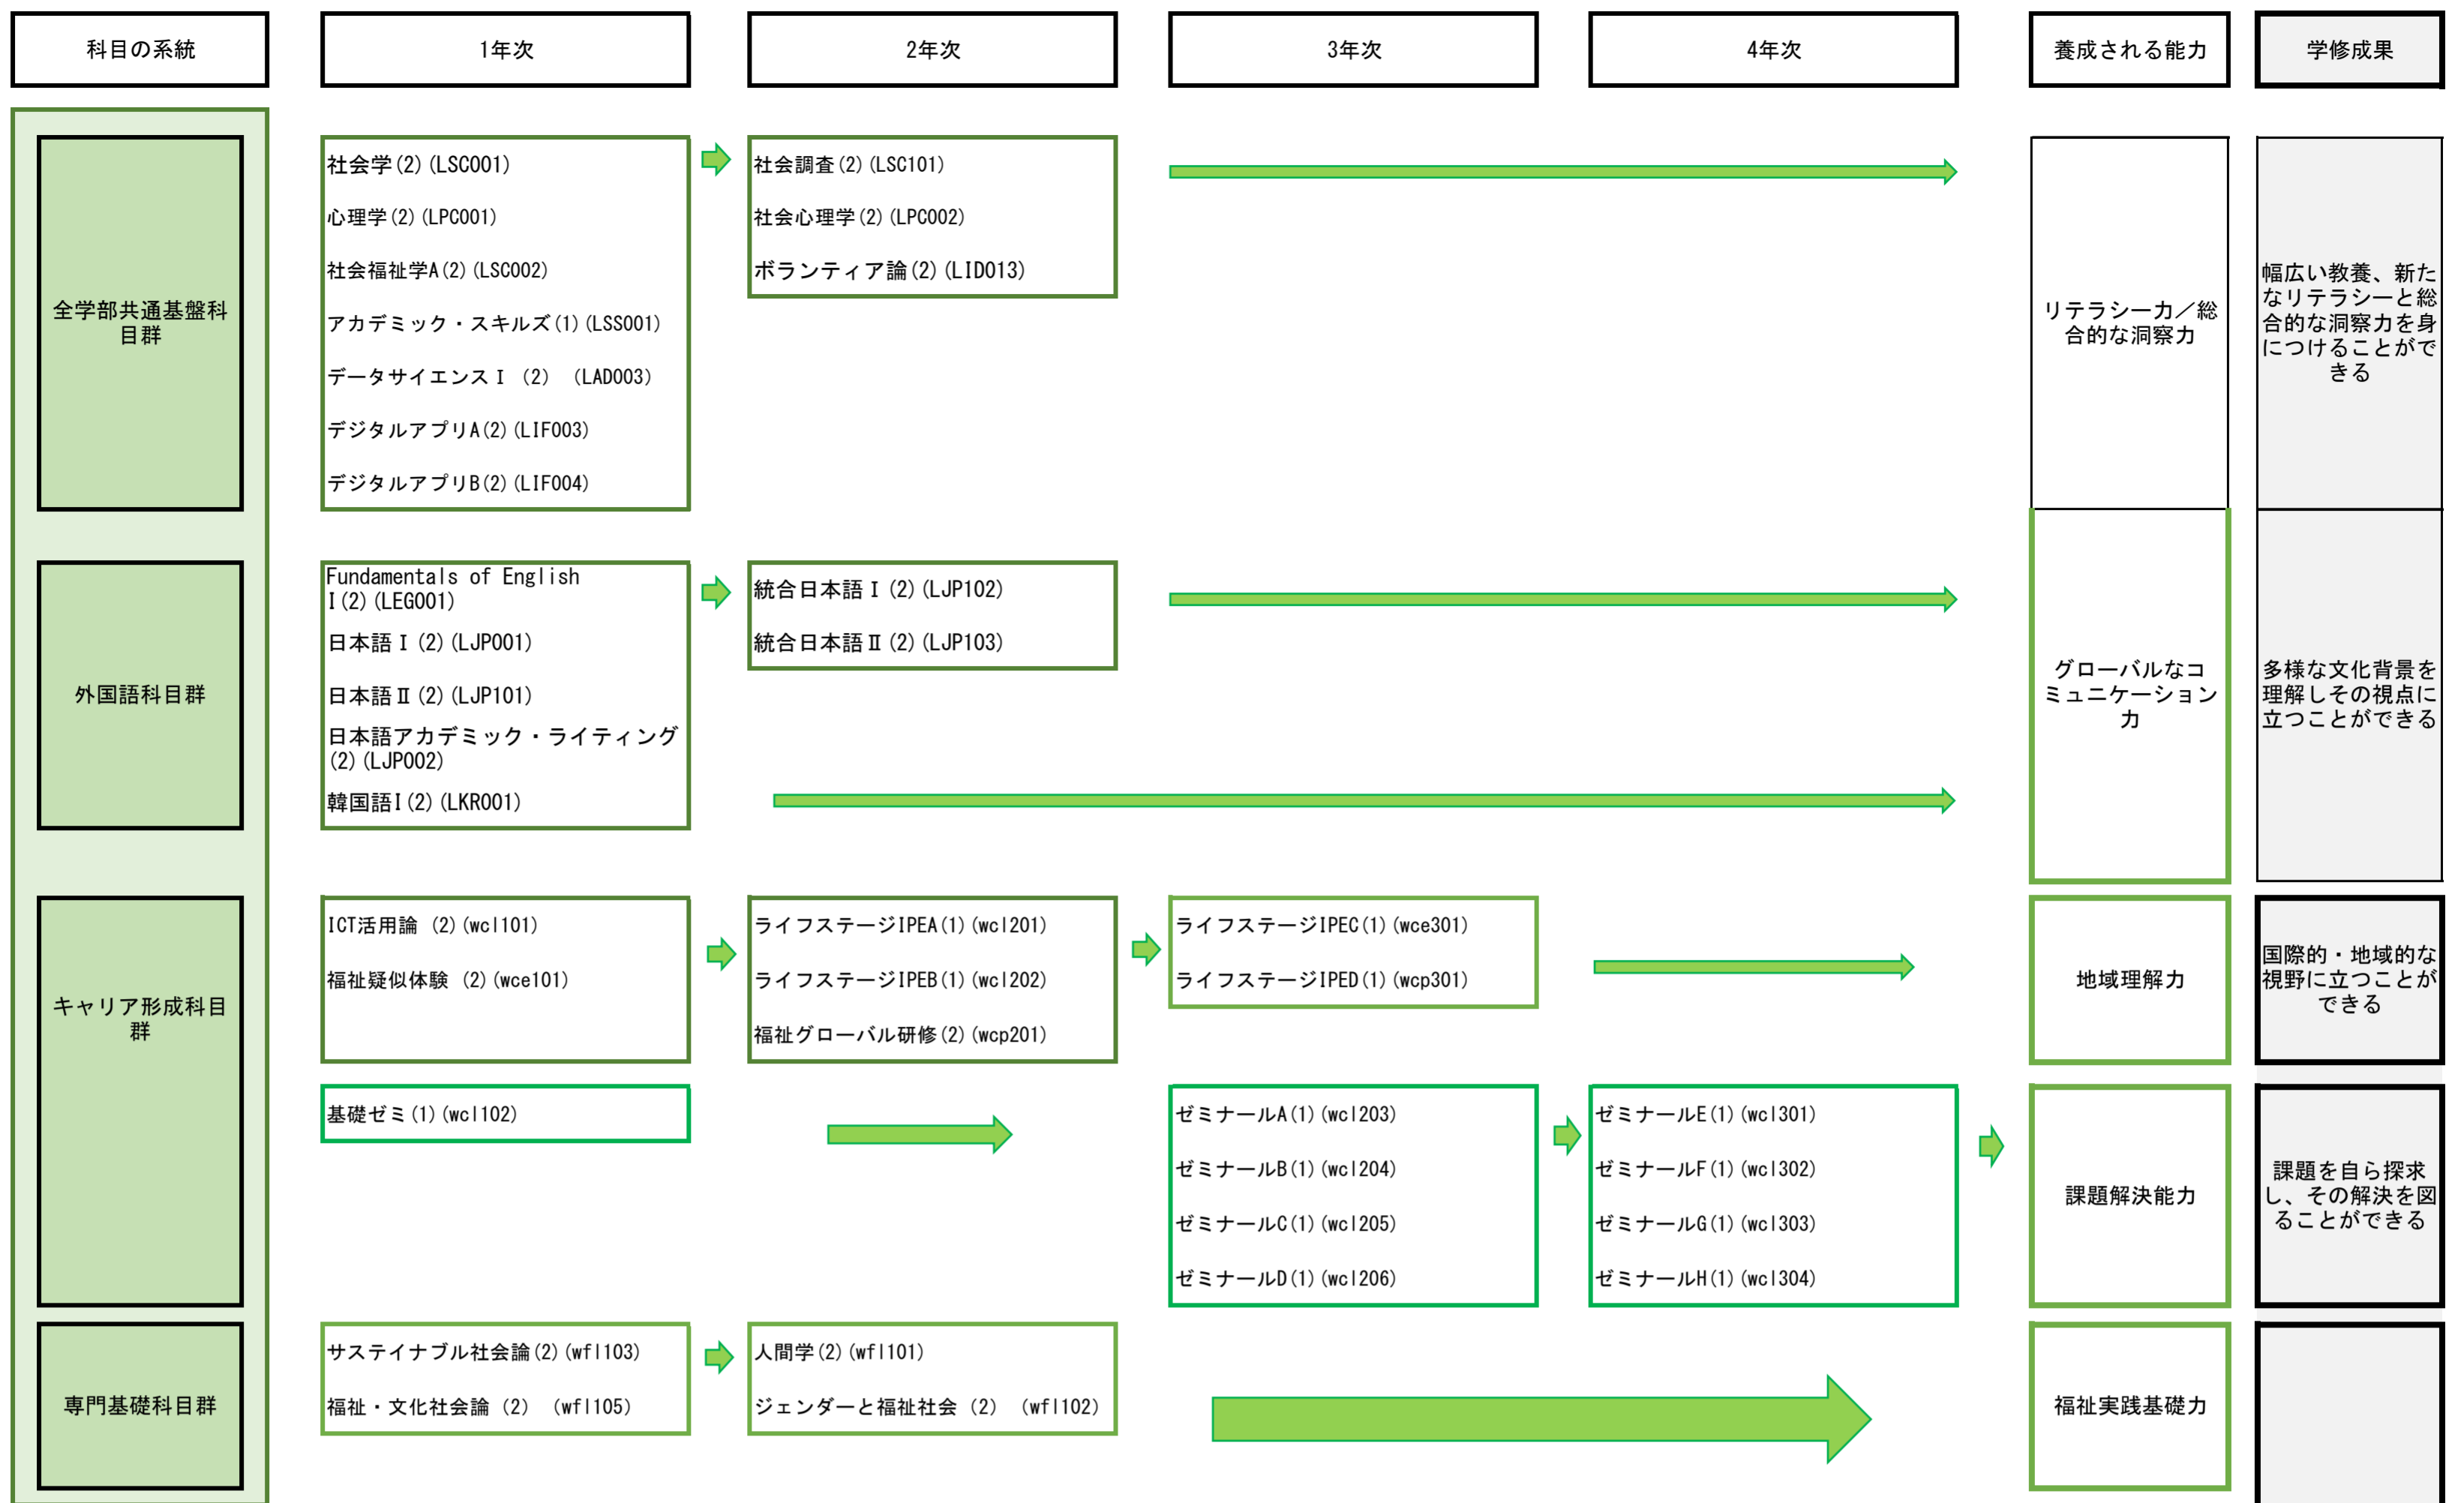 科目の系統
1年次
2年次
3年次
4年次
養成される能力
学修成果
全学部共通基盤科
目群
社会学(2)(LSC001)
心理学(2)(LPC001)
社会福祉学A(2)(LSC002)
アカデミック・スキルズ(1)(LSS001)
データサイエンスⅠ（2）（LAD003）
デジタルアプリA(2)(LIF003)
デジタルアプリB(2)(LIF004)
社会調査(2)(LSC101)
社会心理学(2)(LPC002)
ボランティア論(2)(LID013)
リテラシー力／総
合的な洞察力
幅広い教養、新た
なリテラシーと総
合的な洞察力を身
につけることがで
きる
外国語科目群
Fundamentals of English
I(2)(LEG001)
日本語Ⅰ(2)(LJP001)
日本語Ⅱ(2)(LJP101)
日本語アカデミック・ライティング
(2)(LJP002)
韓国語I(2)(LKR001)
統合日本語Ⅰ(2)(LJP102)
統合日本語Ⅱ(2)(LJP103)
グローバルなコ
ミュニケーション
力
多様な文化背景を
理解しその視点に
立つことができる
キャリア形成科目
群
ICT活用論 (2)(wcl101)
福祉疑似体験 (2)(wce101)
ライフステージIPEA(1)(wcl201)
ライフステージIPEB(1)(wcl202)
福祉グローバル研修(2)(wcp201)
ライフステージIPEC(1)(wce301)
ライフステージIPED(1)(wcp301)
地域理解力
国際的・地域的な
視野に立つことが
できる
基礎ゼミ(1)(wcl102)
ゼミナールA(1)(wcl203)
ゼミナールB(1)(wcl204)
ゼミナールC(1)(wcl205)
ゼミナールD(1)(wcl206)
ゼミナールE(1)(wcl301)
ゼミナールF(1)(wcl302)
ゼミナールG(1)(wcl303)
ゼミナールH(1)(wcl304)
課題解決能力
課題を自ら探求
し、その解決を図
ることができる
専門基礎科目群
サステイナブル社会論(2)(wfl103)
福祉・文化社会論（2）（wfl105）
人間学(2)(wfl101)
ジェンダーと福祉社会（2）（wfl102）
福祉実践基礎力